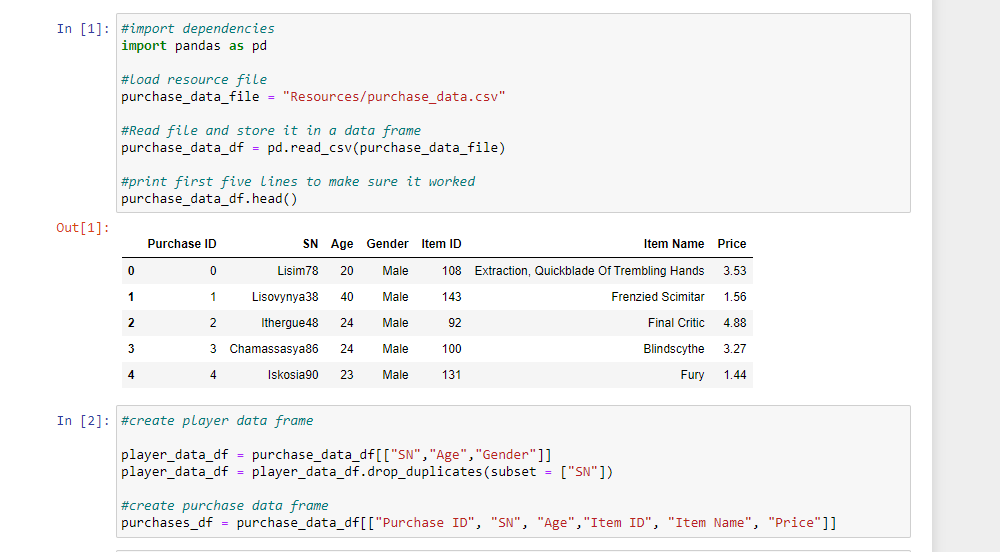 In [1]: #import dependencies
import pandas as pd
#load resource file
purchase_data_file = "Resources/purchase_data.csv"
#Read file and store it in a data frame
purchase_data_df = pd.read_csv(purchase_data_file)
#print first five lines to make sure it worked
purchase_data_df.head()
Out[1]:
Purchase ID SN Age Gender Item ID Item Name Price
0 0 Lisim78 20 Male 108 Extraction, Quickblade Of Trembling Hands 3.53
1 1 Lisovynya38 40 Male 143 Frenzied Scimitar 1.56
2 2 Ithergue48 24 Male 92 Final Critic 4.88
3 3 Chamassasya86 24 Male 100 Blindscythe 3.27
4 4 Iskosia90 23 Male 131 Fury 1.44
In [2]: #create player data frame
player_data_df = purchase_data_df[["SN","Age","Gender"]]
player_data_df = player_data_df.drop_duplicates(subset = ["SN"])
#create purchase data frame
purchases_df = purchase_data_df[["Purchase ID", "SN", "Age","Item ID", "Item Name", "Price"]]